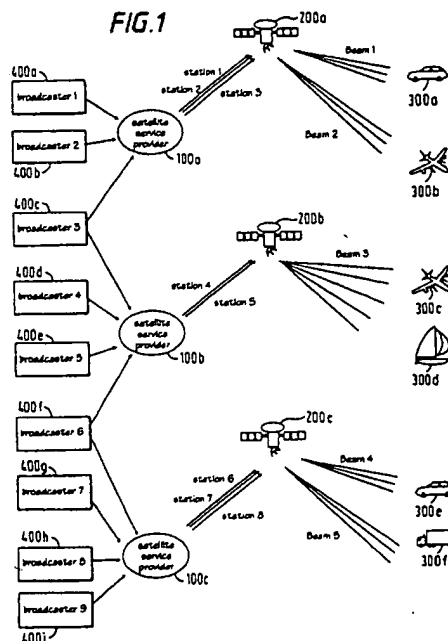 FIG.1
400a
broadcaster 1
broadcaster 2
400b
400c
broadcaster 3
400d
broadcaster 4
400e
broadcaster 5
400f
broadcaster 6
400g
broadcaster 7
400h
broadcaster 8
broadcaster 9
400i
satellite
service
provider
100a
satellite
service
provider
100b
satellite
service
provider
100c
station 1
station 2
station 3
station 4
station 5
station 6
station 7
station 8
200a
200b
200c
Beam 1
Beam 2
Beam 3
Beam 4
Beam 5
300a
300b
300c
300d
300e
300f